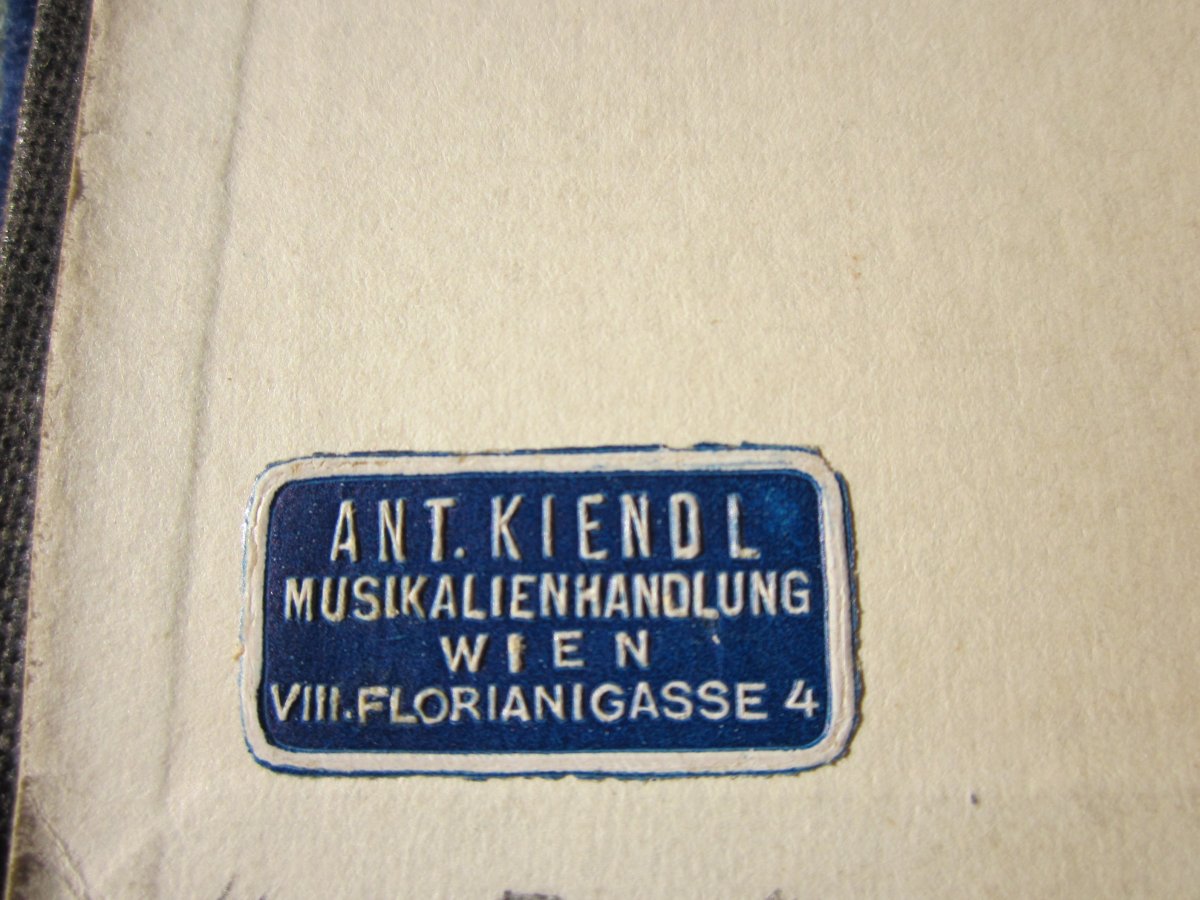 ANT. KIENDL
MUSIKALIENHANDLUNG
WIEN
VIII. FLORIANIGASSE 4